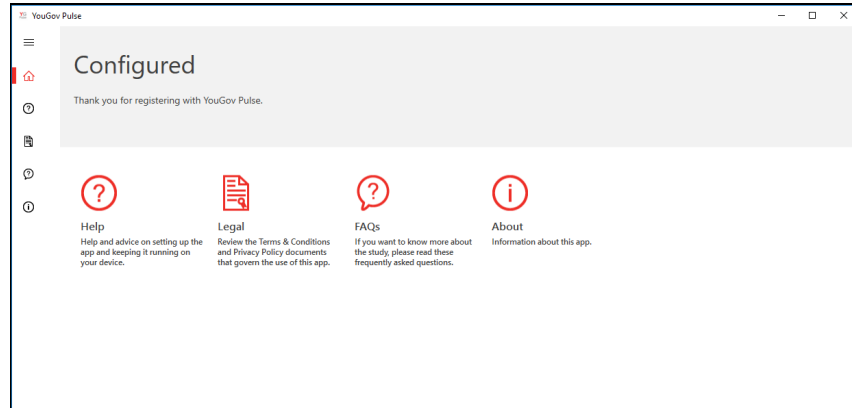 YouGov Pulse
Configured
Thank you for registering with YouGov Pulse.
Help
Help and advice on setting up the
app and keeping it running on
your device.
Legal
Review the Terms & Conditions
and Privacy Policy documents
that govern the use of this app.
FAQs
If you want to know more about
the study, please read these
frequently asked questions.
About
Information about this app.